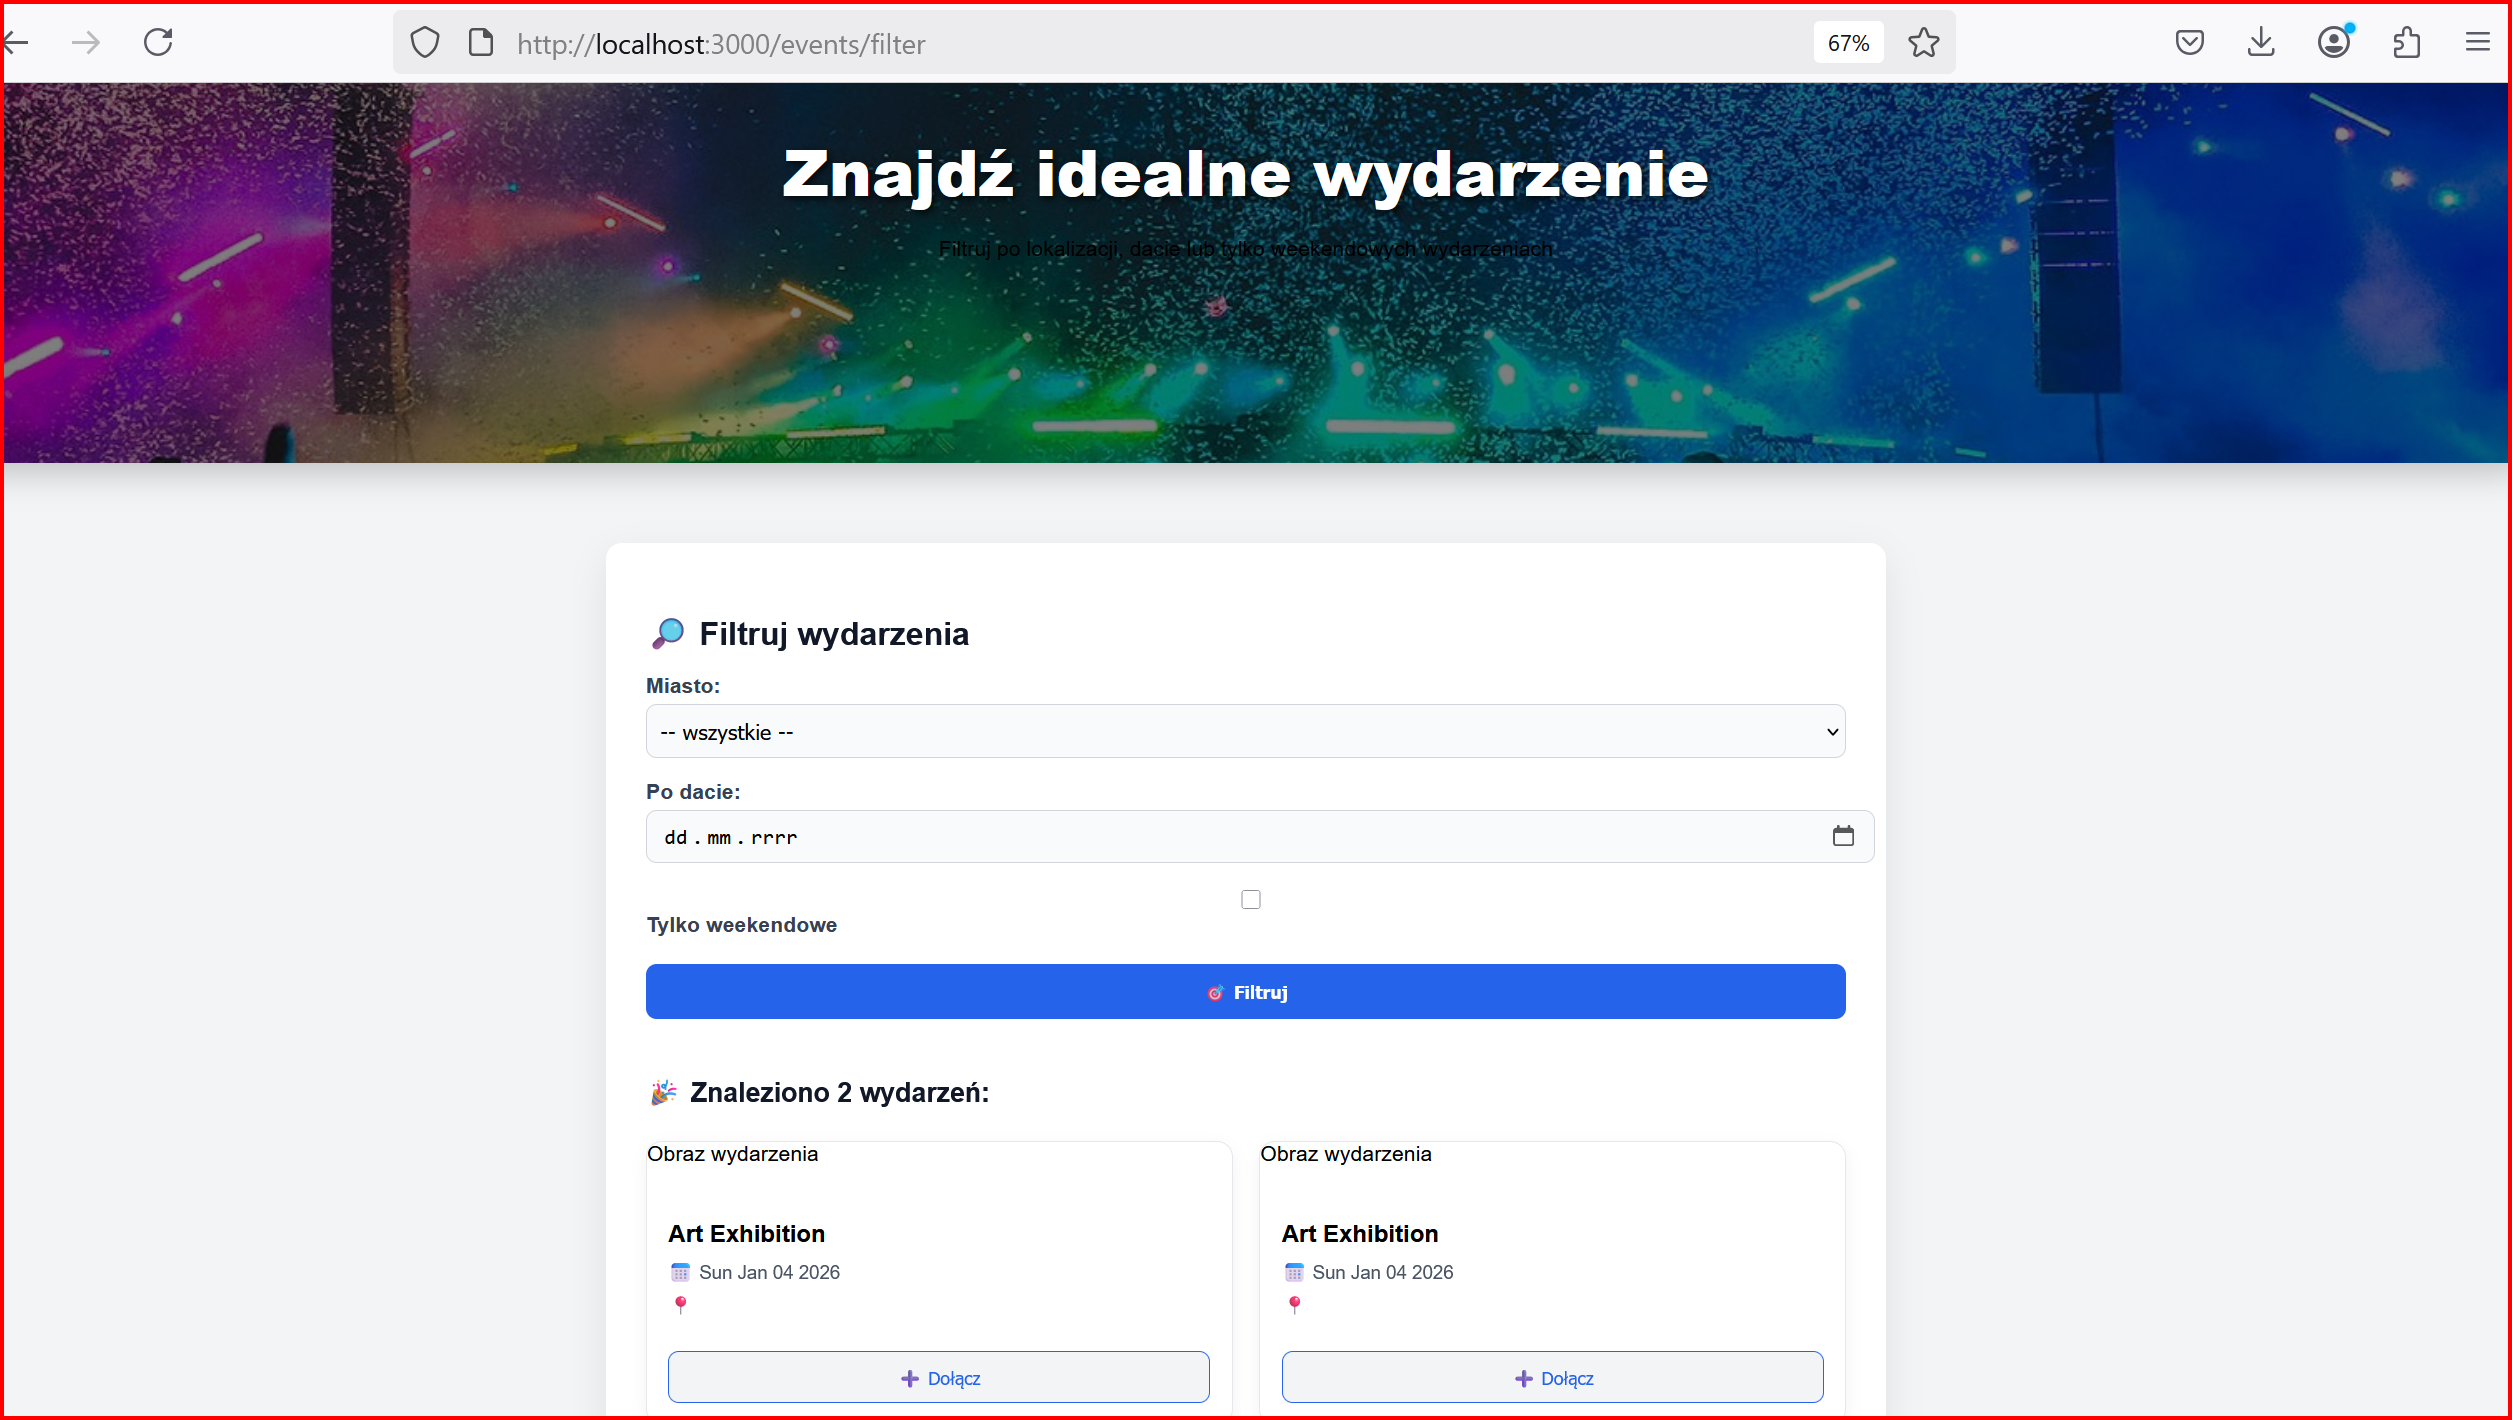 http://localhost:3000/events/filter
67%
Znajdź idealne wydarzenie
Filtruj po lokalizacji, dacie lub tylko weekendowych wydarzeniach
Filtruj wydarzenia
Miasto:
-- wszystkie --
Po dacie:
dd . mm . rrrr
Tylko weekendowe
Filtruj
Znaleziono 2 wydarzeń:
Obraz wydarzenia
Art Exhibition
Sun Jan 04 2026
Dołącz
Obraz wydarzenia
Art Exhibition
Sun Jan 04 2026
Dołącz